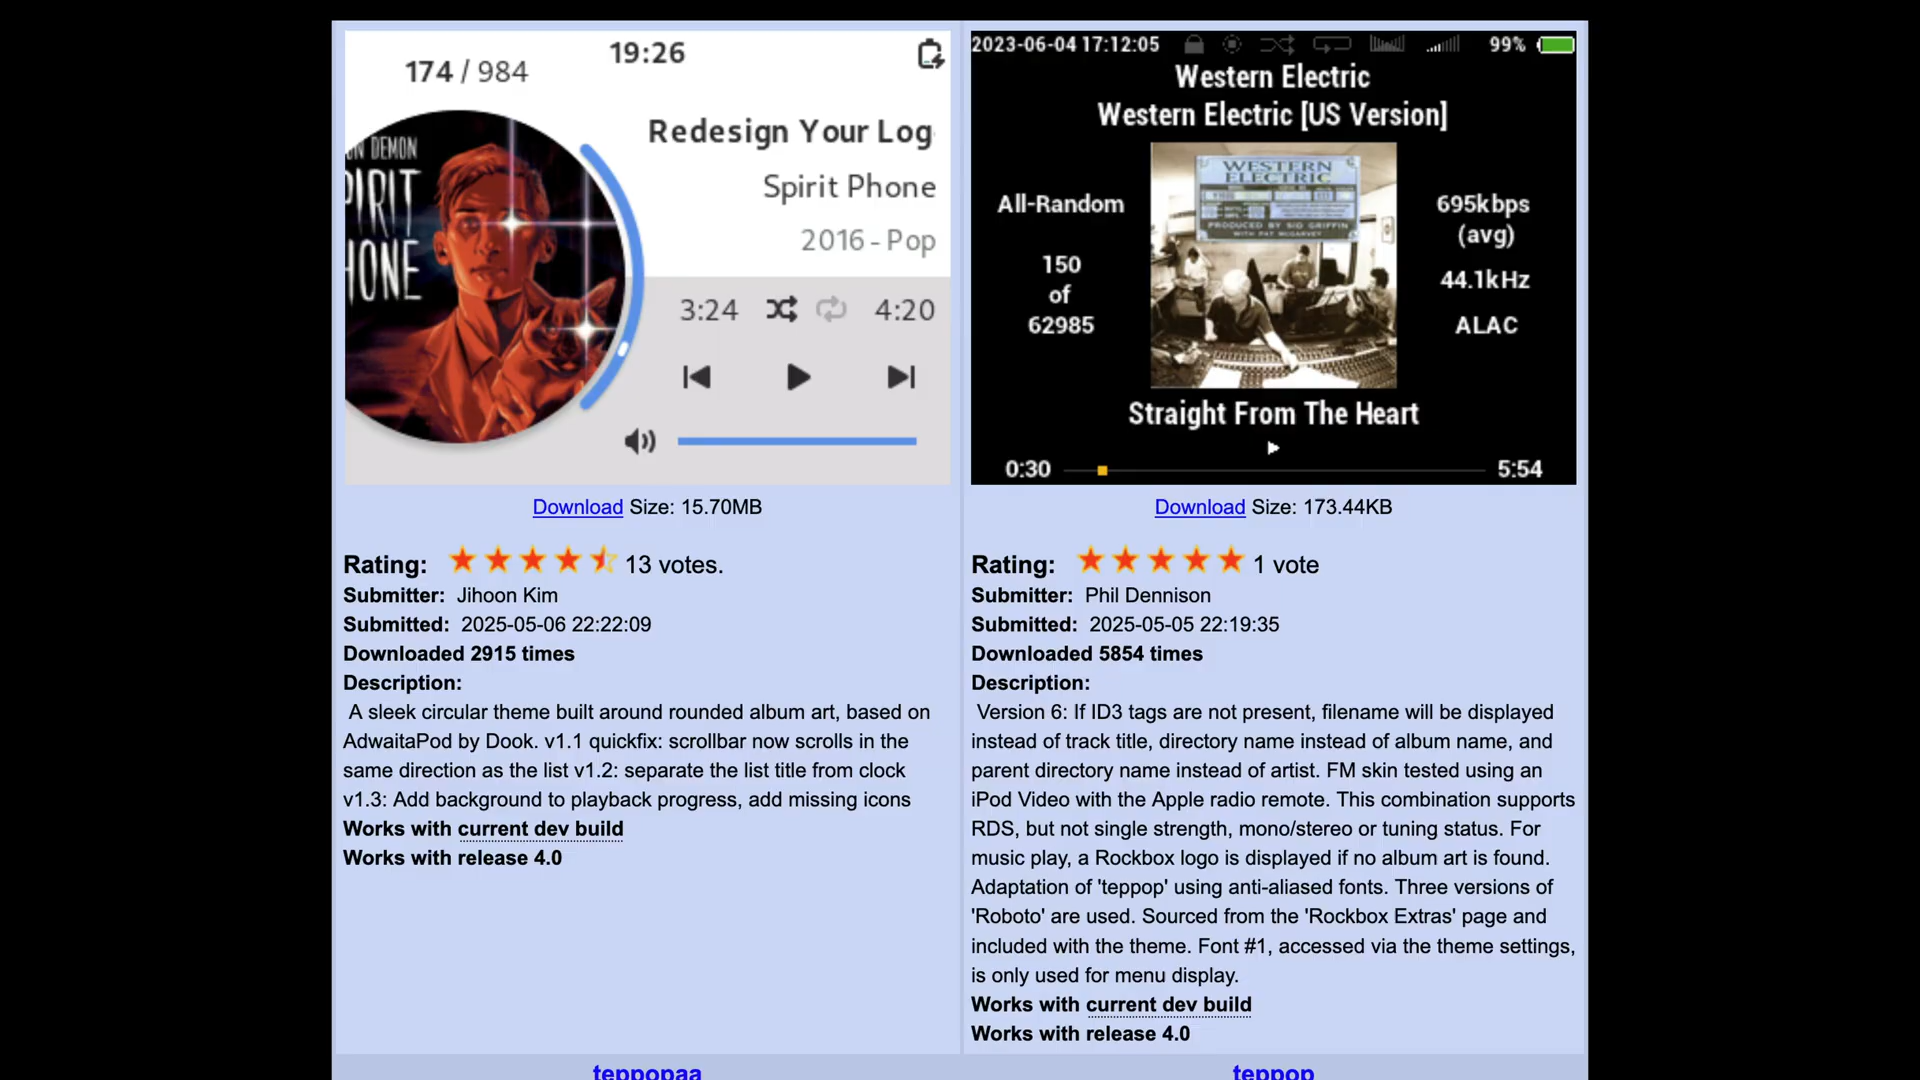 174 / 984
19:26
ON DEMON
PIRIT
HONE
Redesign Your Log
Spirit Phone
2016 - Pop
3:24
4:20
Download Size: 15.70MB
Rating: 13 votes.
Submitter: Jihoon Kim
Submitted: 2025-05-06 22:22:09
Downloaded 2915 times
Description:
A sleek circular theme built around rounded album art, based on
AdwaitaPod by Dook. v1.1 quickfix: scrollbar now scrolls in the
same direction as the list v1.2: separate the list title from clock
v1.3: Add background to playback progress, add missing icons
Works with current dev build
Works with release 4.0
2023-06-04 17:12:05
99%
Western Electric
Western Electric [US Version]
WESTERN
ELECTRIC
PRODUCED BY SID GRIFFIN
WITH PAT MCGARVEY
All-Random
150
of
62985
695kbps
(avg)
44.1kHz
ALAC
Straight From The Heart
0:30
5:54
Download Size: 173.44KB
Rating: 1 vote
Submitter: Phil Dennison
Submitted: 2025-05-05 22:19:35
Downloaded 5854 times
Description:
Version 6: If ID3 tags are not present, filename will be displayed
instead of track title, directory name instead of album name, and
parent directory name instead of artist. FM skin tested using an
iPod Video with the Apple radio remote. This combination supports
RDS, but not single strength, mono/stereo or tuning status. For
music play, a Rockbox logo is displayed if no album art is found.
Adaptation of 'teppop' using anti-aliased fonts. Three versions of
'Roboto' are used. Sourced from the 'Rockbox Extras' page and
included with the theme. Font #1, accessed via the theme settings,
is only used for menu display.
Works with current dev build
Works with release 4.0
teppopaa
teppop